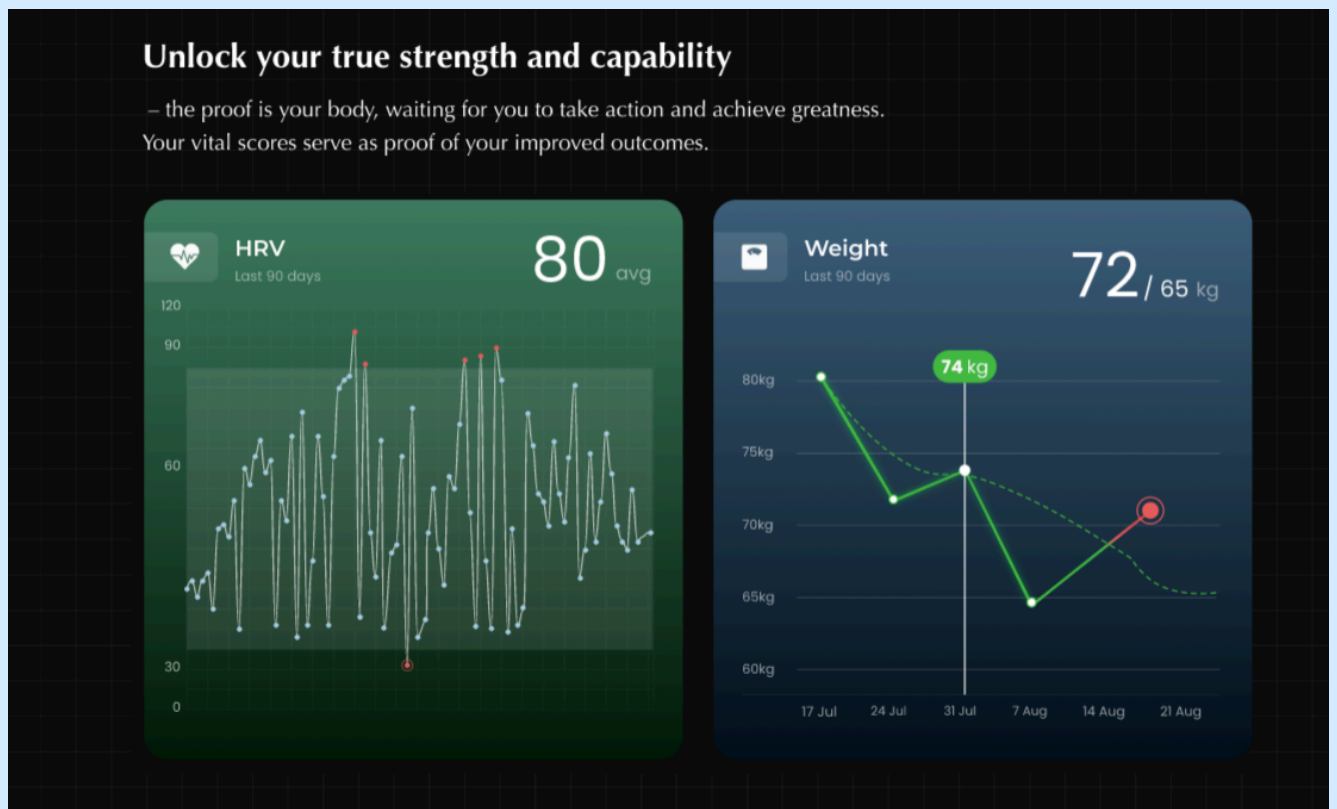 Unlock your true strength and capability
– the proof is your body, waiting for you to take action and achieve greatness.
Your vital scores serve as proof of your improved outcomes.
HRV
Last 90 days
80 avg
120
90
60
30
0
Weight
Last 90 days
72/ 65 kg
74 kg
80kg
75kg
70kg
65kg
60kg
17 Jul 24 Jul 31 Jul 7 Aug 14 Aug 21 Aug